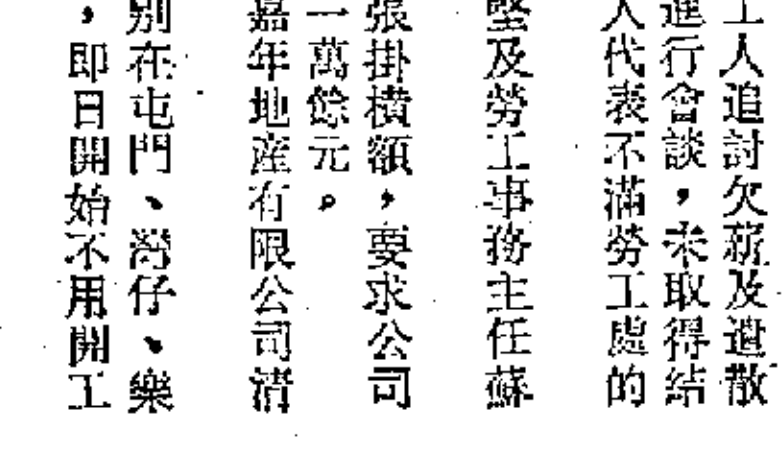 工人追討欠薪及遣散
進行會談，未取得結
人代表不滿勞工處的
堅及勞工事務主任蘇
張掛橫額，要求公司
一萬餘元。
嘉年地產有限公司清
別在屯門、灣仔、樂
，即日開始不用開工